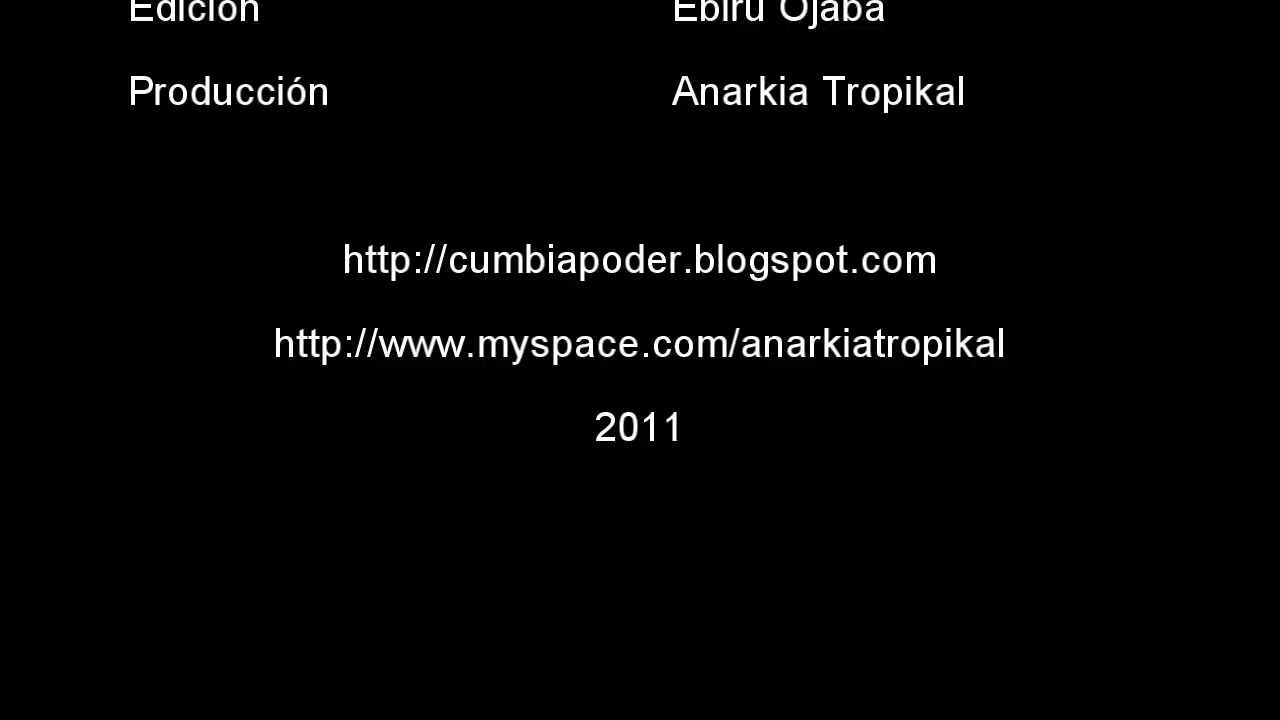 Edición Ebiru Ojaba
Producción Anarkia Tropikal
http://cumbiapoder.blogspot.com
http://www.myspace.com/anarkiatropikal
2011